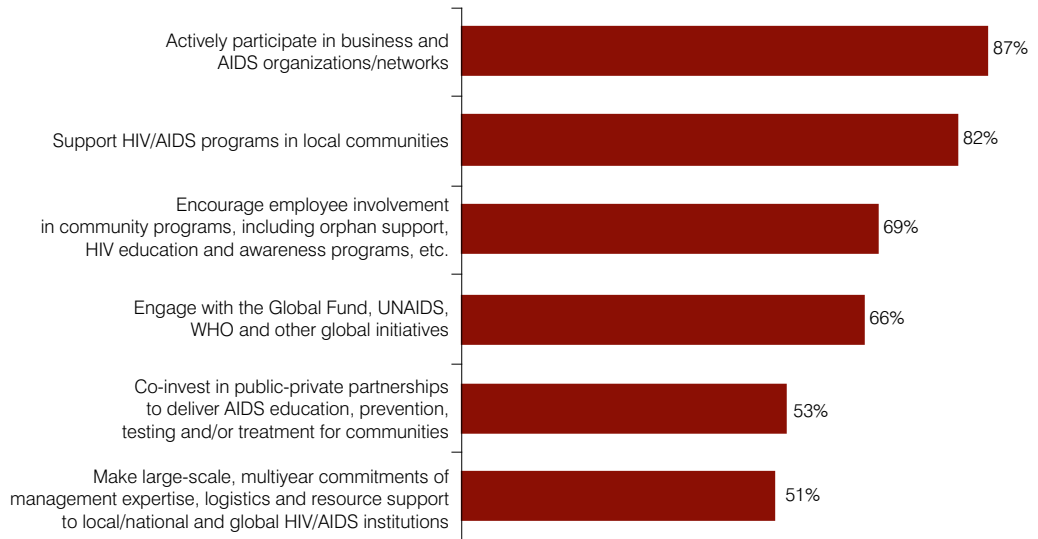 Actively participate in business and
AIDS organizations/networks
87%
Support HIV/AIDS programs in local communities
82%
Encourage employee involvement
in community programs, including orphan support,
HIV education and awareness programs, etc.
69%
Engage with the Global Fund, UNAIDS,
WHO and other global initiatives
66%
Co-invest in public-private partnerships
to deliver AIDS education, prevention,
testing and/or treatment for communities
53%
Make large-scale, multiyear commitments of
management expertise, logistics and resource support
to local/national and global HIV/AIDS institutions
51%